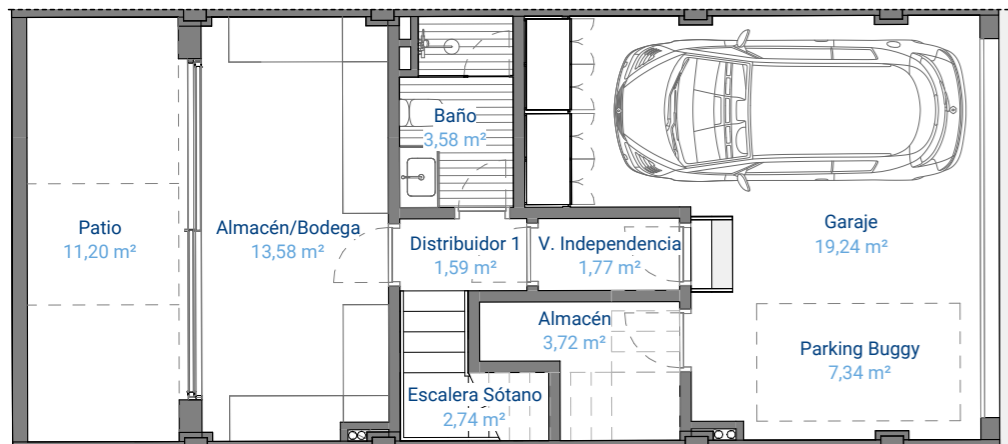 Baño
3,58 m²
Patio
11,20 m²
Almacén/Bodega
13,58 m²
Distribuidor 1
1,59 m²
V. Independencia
1,77 m²
Garaje
19,24 m²
Almacén
3,72 m²
Parking Buggy
7,34 m²
Escalera Sótano
2,74 m²